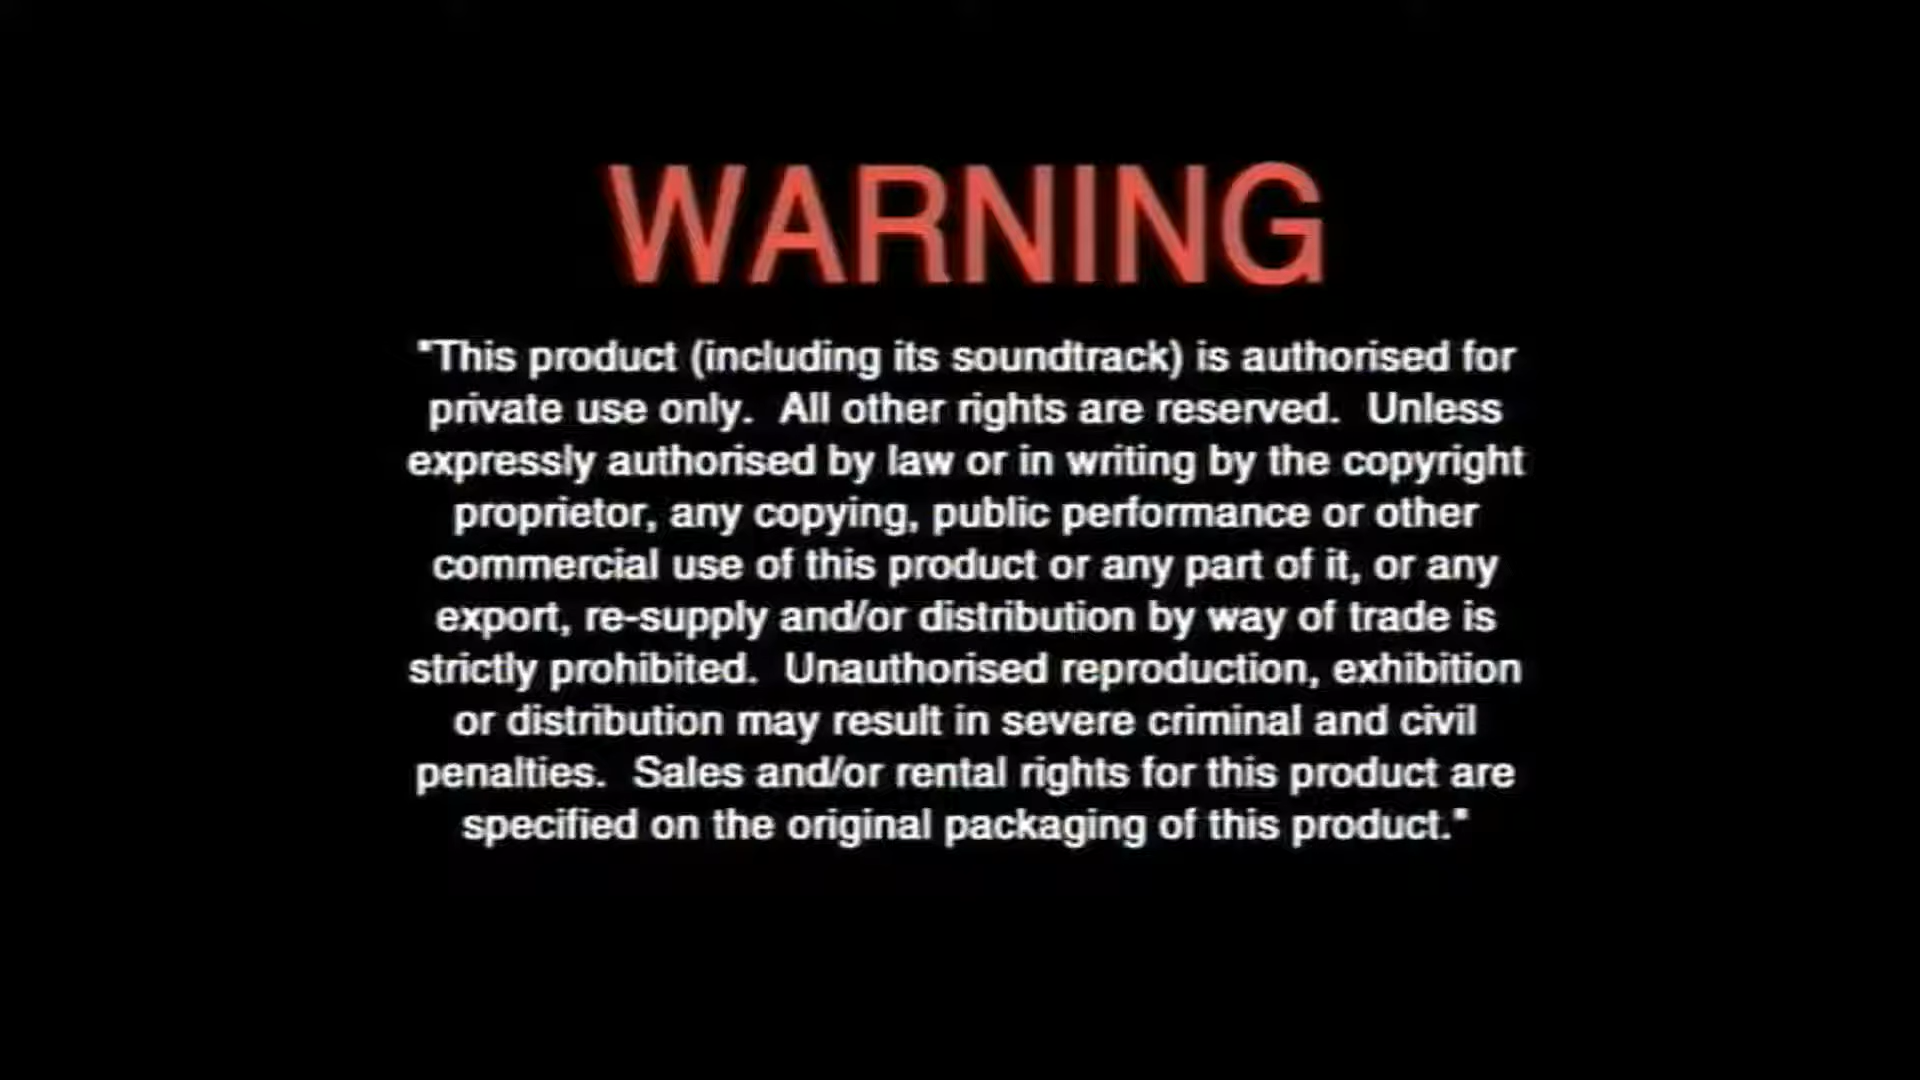 WARNING
"This product (including its soundtrack) is authorised for
private use only.  All other rights are reserved.  Unless
expressly authorised by law or in writing by the copyright
proprietor, any copying, public performance or other
commercial use of this product or any part of it, or any
export, re-supply and/or distribution by way of trade is
strictly prohibited.  Unauthorised reproduction, exhibition
or distribution may result in severe criminal and civil
penalties.  Sales and/or rental rights for this product are
specified on the original packaging of this product."